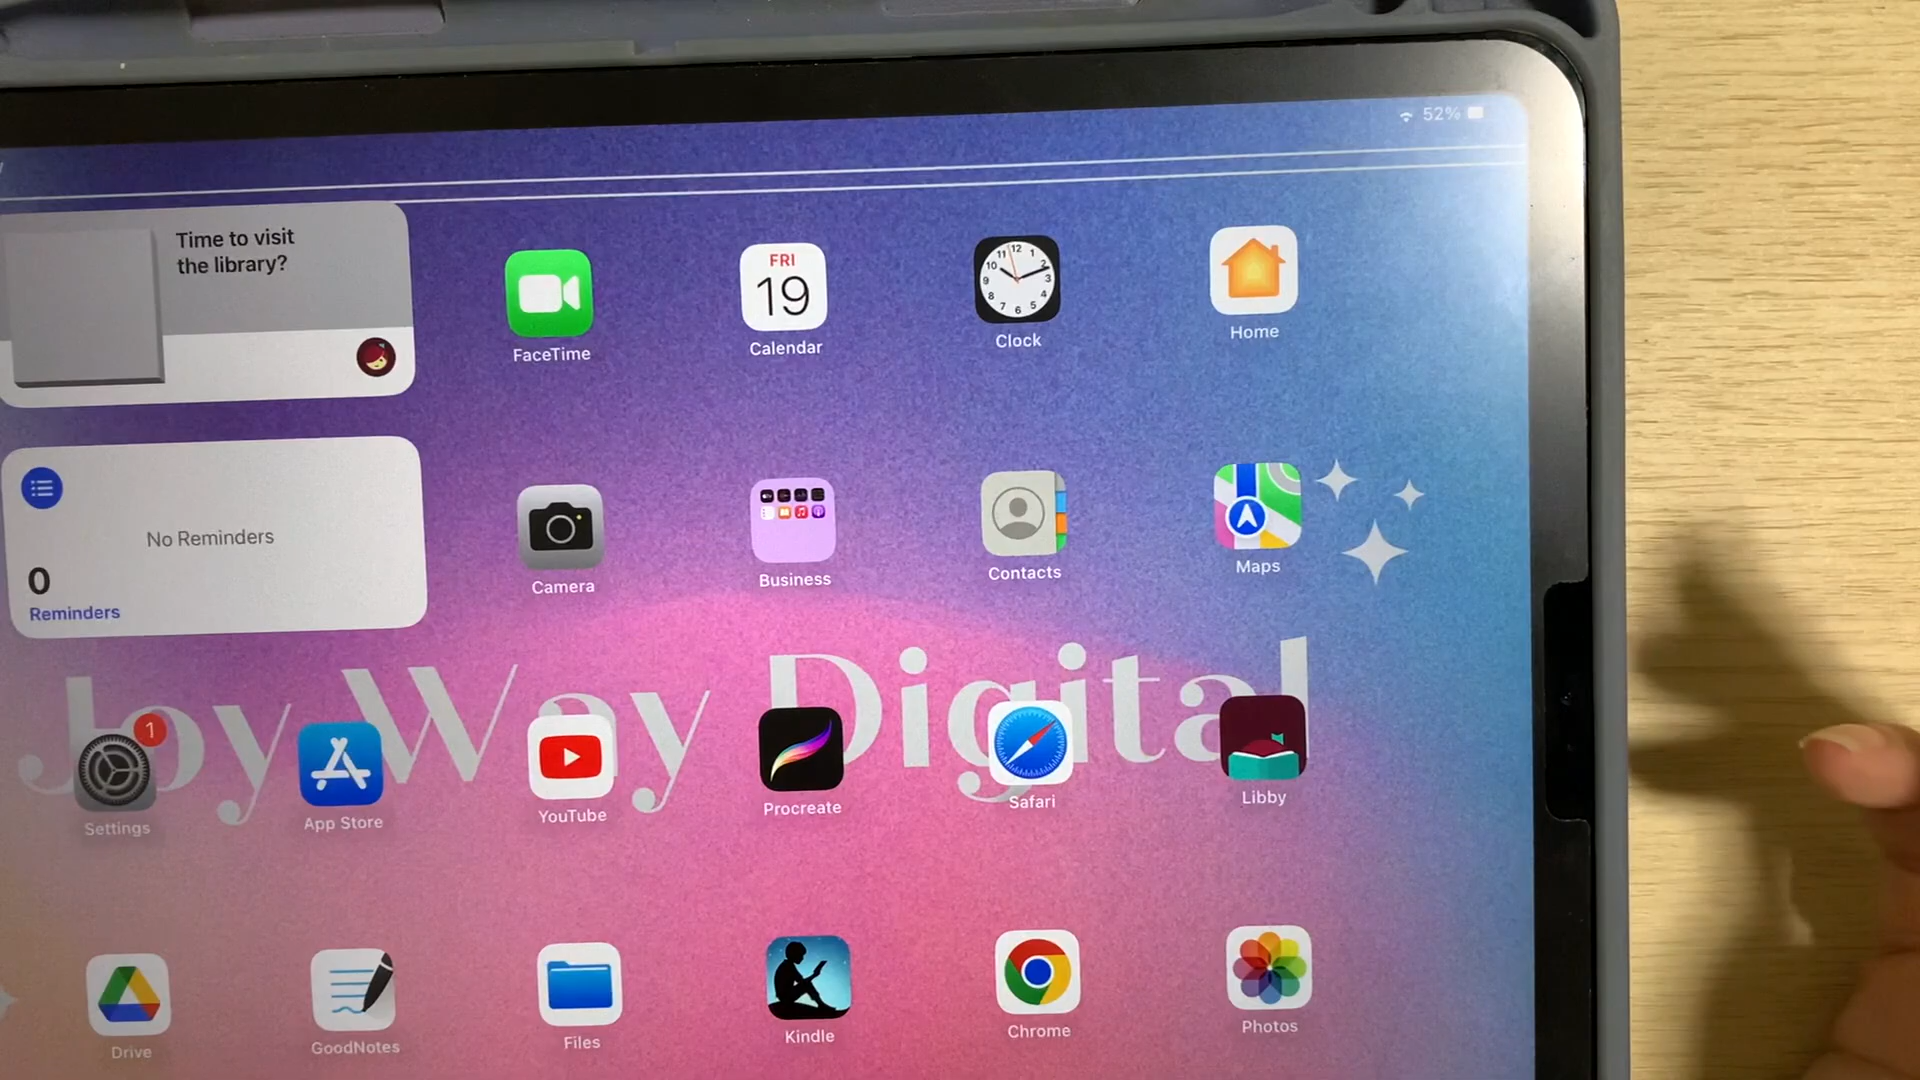 52%
Time to visit
the library?
FRI
19
FaceTime
Calendar
Clock
Home
No Reminders
0
Reminders
Camera
Business
Contacts
Maps
Joy Way Digital
1
Settings
App Store
YouTube
Procreate
Safari
Libby
Drive
GoodNotes
Files
Kindle
Chrome
Photos